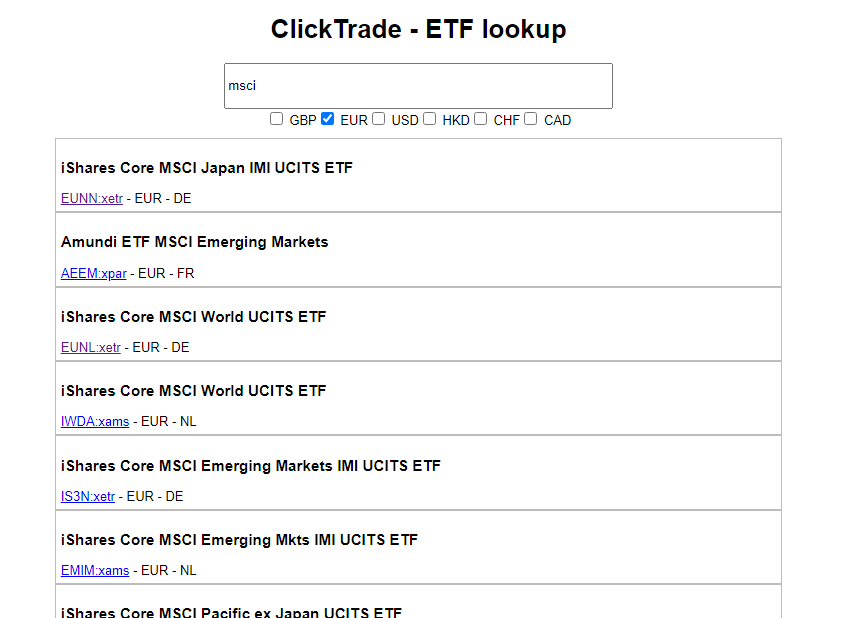 ClickTrade - ETF lookup
msci
GBP EUR USD HKD CHF CAD
iShares Core MSCI Japan IMI UCITS ETF
EUNN:xetr - EUR - DE
Amundi ETF MSCI Emerging Markets
AEEM:xpar - EUR - FR
iShares Core MSCI World UCITS ETF
EUNL:xetr - EUR - DE
iShares Core MSCI World UCITS ETF
IWDA:xams - EUR - NL
iShares Core MSCI Emerging Markets IMI UCITS ETF
IS3N:xetr - EUR - DE
iShares Core MSCI Emerging Mkts IMI UCITS ETF
EMIM:xams - EUR - NL
iShares Core MSCI Pacific ex Japan UCITS ETF